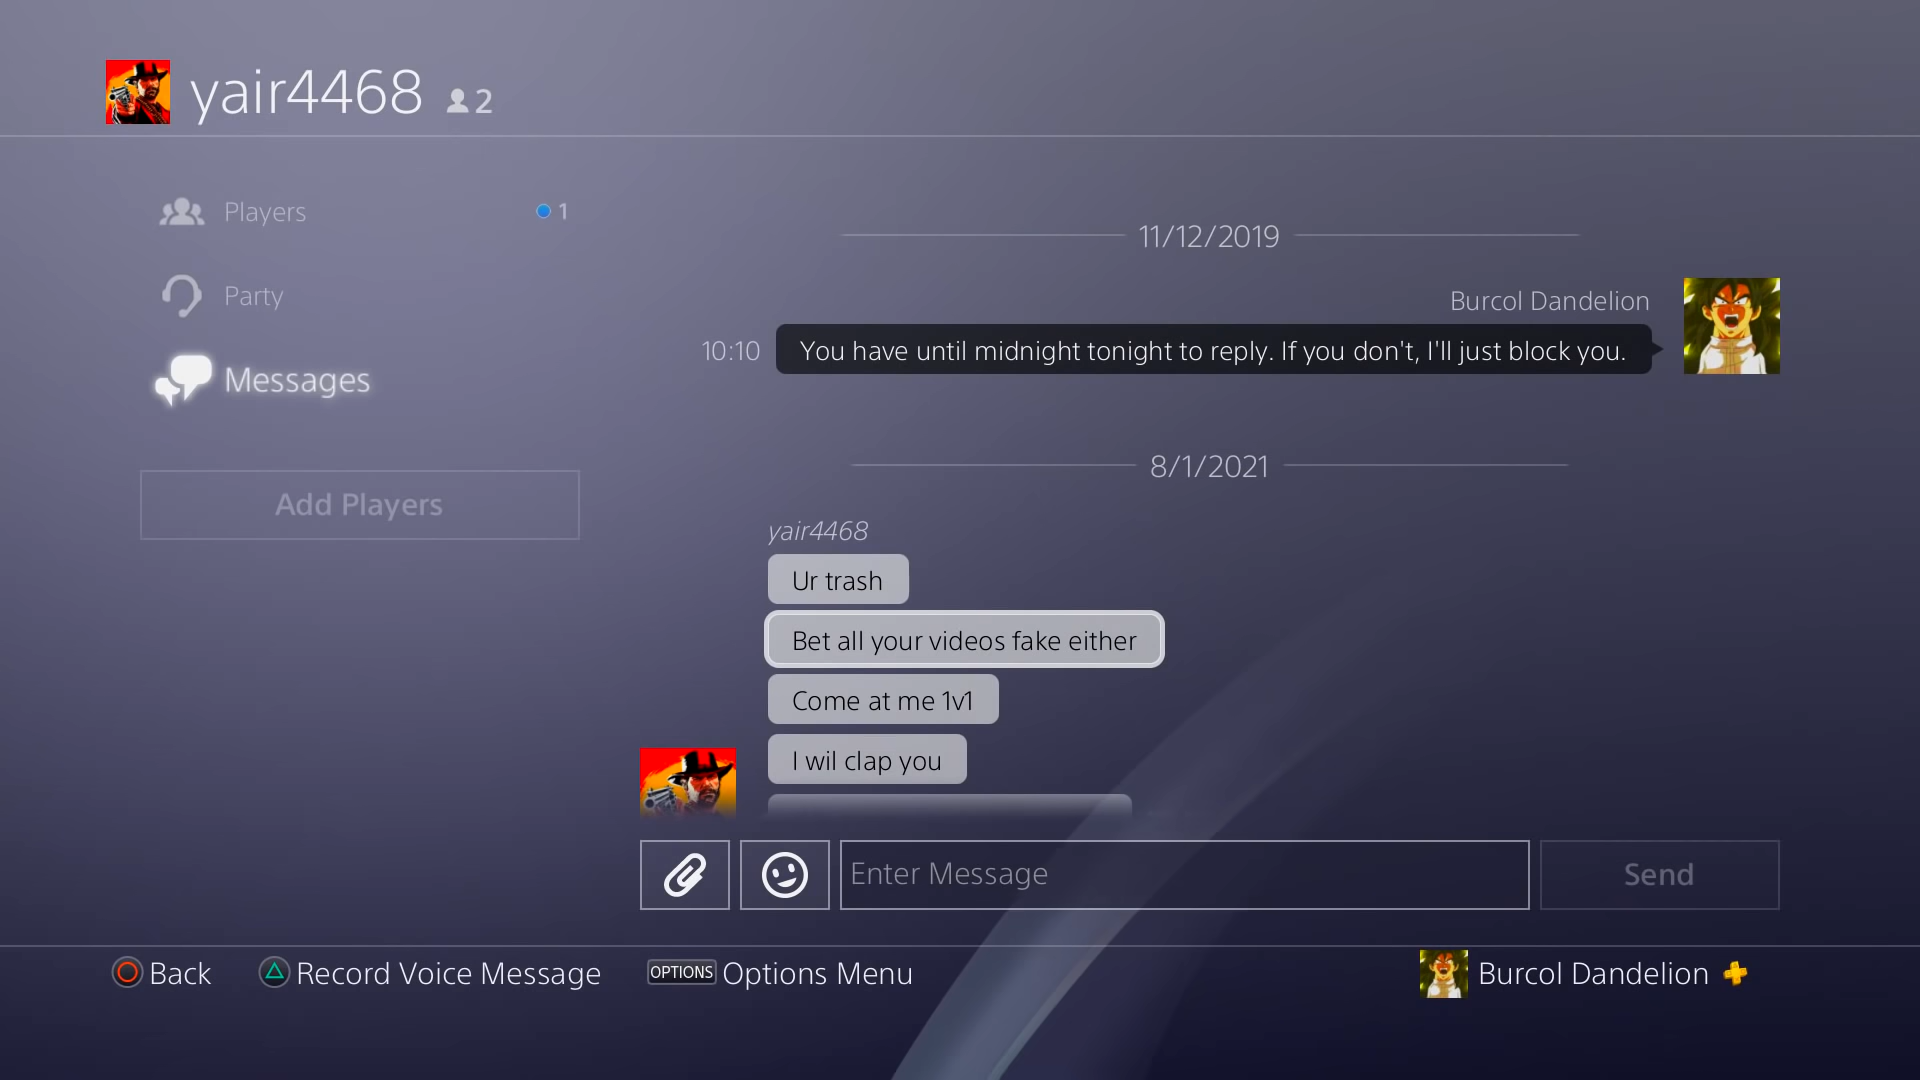 yair4468 2
Players 1
Party
Messages
Add Players
11/12/2019
Burcol Dandelion
10:10 You have until midnight tonight to reply. If you don't, I'll just block you.
8/1/2021
yair4468
Ur trash
Bet all your videos fake either
Come at me 1v1
I wil clap you
Enter Message
Send
Back
Record Voice Message
OPTIONS Options Menu
Burcol Dandelion